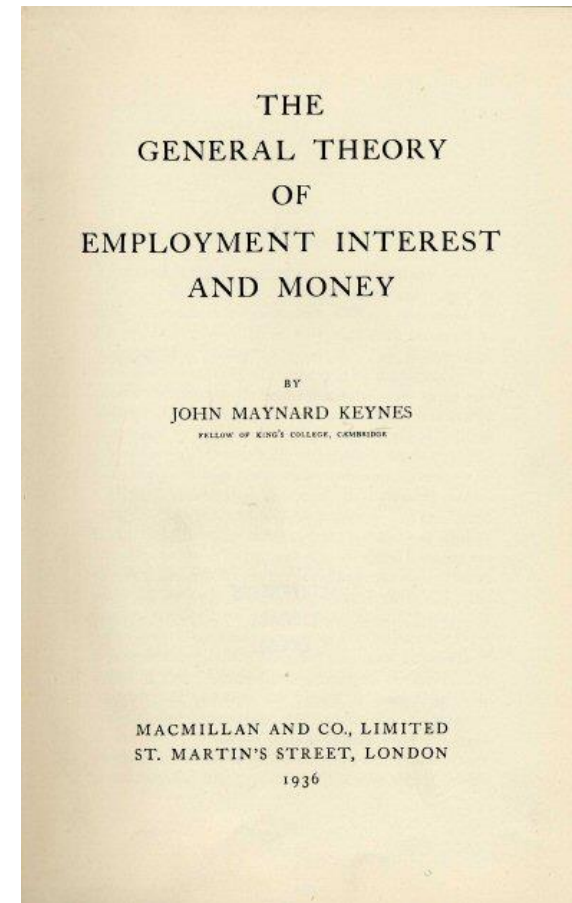 THE
GENERAL THEORY
OF
EMPLOYMENT INTEREST
AND MONEY
BY
JOHN MAYNARD KEYNES
FELLOW OF KING'S COLLEGE, CAMBRIDGE
MACMILLAN AND CO., LIMITED
ST. MARTIN'S STREET, LONDON
1936